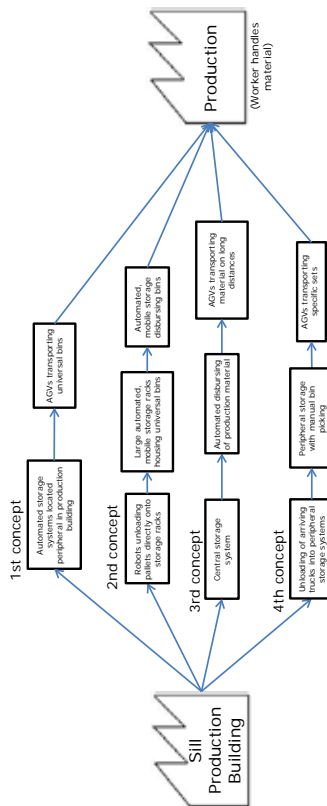 Sill
Production
Building
1st concept
Automated storage
systems located
peripheral in production
building
AGVs transporting
universal bins
2nd concept
Robots unloading
pallets directly onto
storage racks
Large automated,
mobile storage racks
housing universal bins
Automated,
mobile storage
disbursing bins
3rd concept
Central storage
system
Automated disbursing
of production material
AGVs transporting
material on long
distances
4th concept
Unloading of arriving
trucks into peripheral
storage systems
Peripheral storage
with manual bin
picking
AGVs transporting
specific sets
Production
(Worker handles
material)